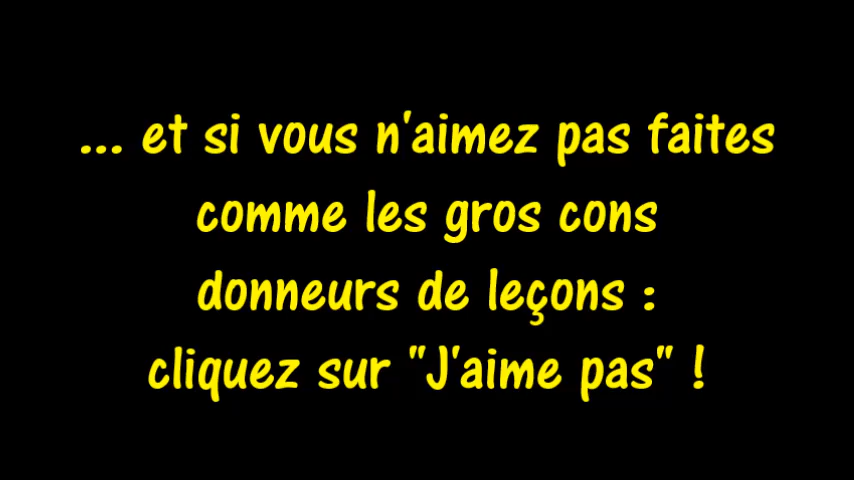 ... et si vous n'aimez pas faites
comme les gros cons
donneurs de leçons :
cliquez sur "J'aime pas" !